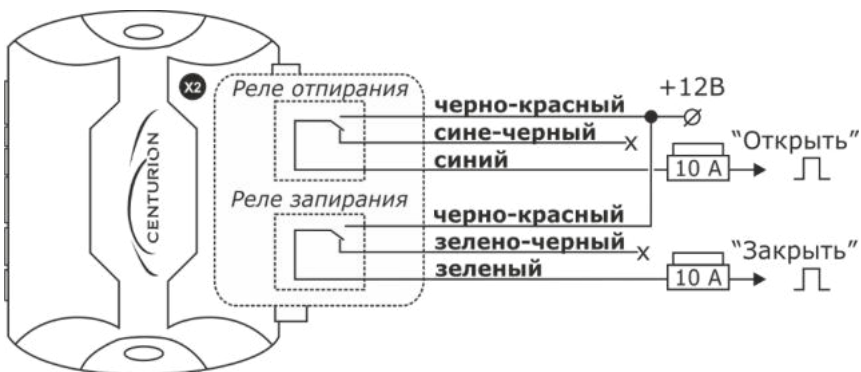 X2
Реле отпирания
черно-красный
+12В
сине-черный
х
"Открыть"
синий
10 А
CENTURION
Реле запирания
черно-красный
зелено-черный
х
"Закрыть"
зеленый
10 А